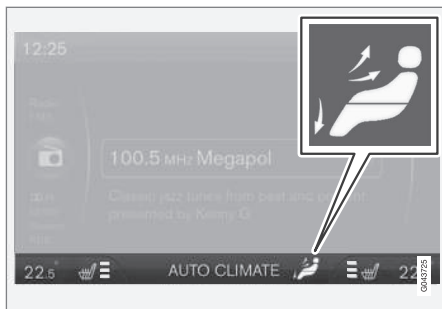 12:25
Radio
100.5 MHz Megapol
Classic jazz tunes from past and present
presented by Kenny G
22.5° AUTO CLIMATE 22
G043725